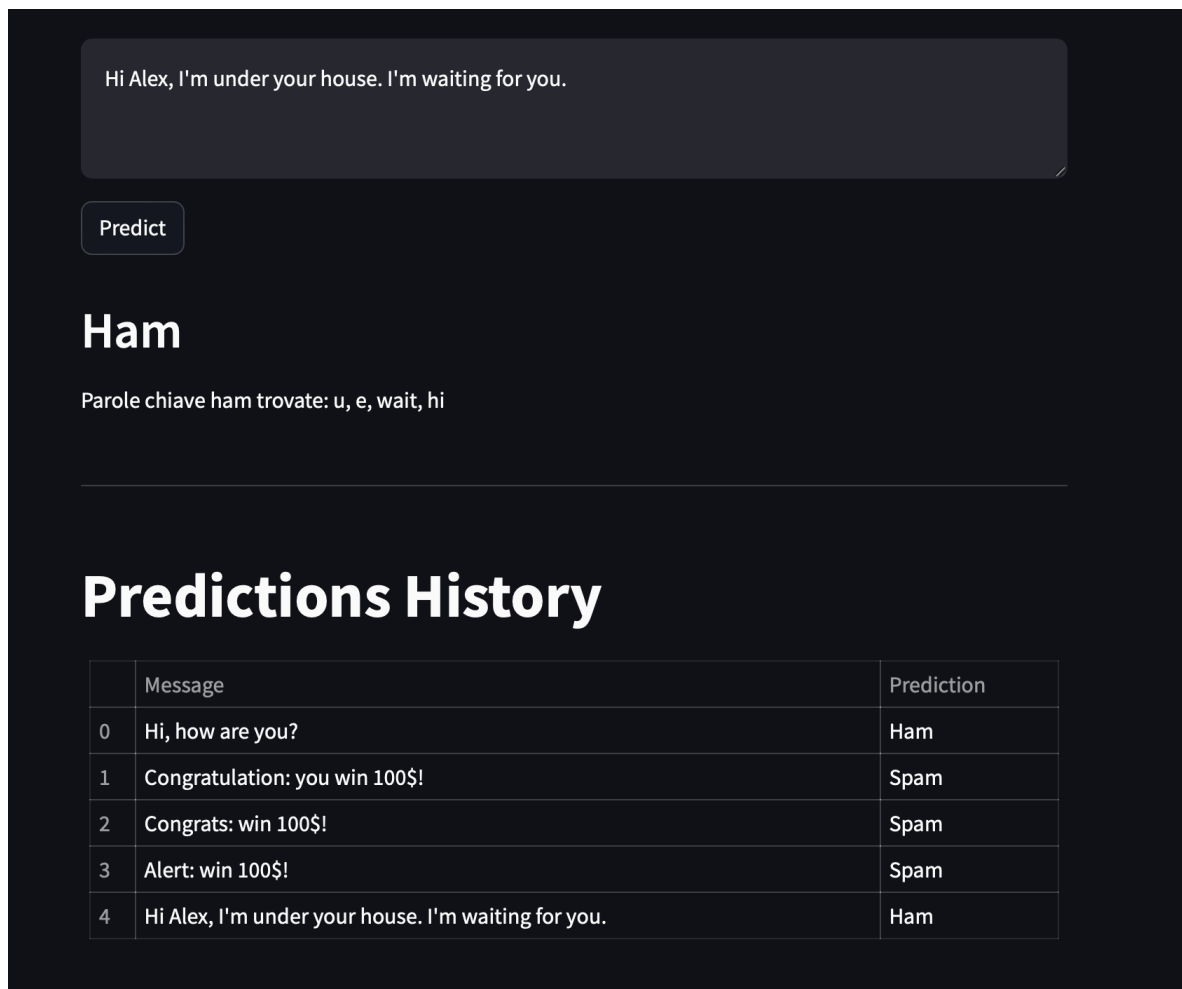 Hi Alex, I'm under your house. I'm waiting for you.
Predict
Ham
Parole chiave ham trovate: u, e, wait, hi
Predictions History
Message Prediction
0 Hi, how are you? Ham
1 Congratulation: you win 100$! Spam
2 Congrats: win 100$! Spam
3 Alert: win 100$! Spam
4 Hi Alex, I'm under your house. I'm waiting for you. Ham